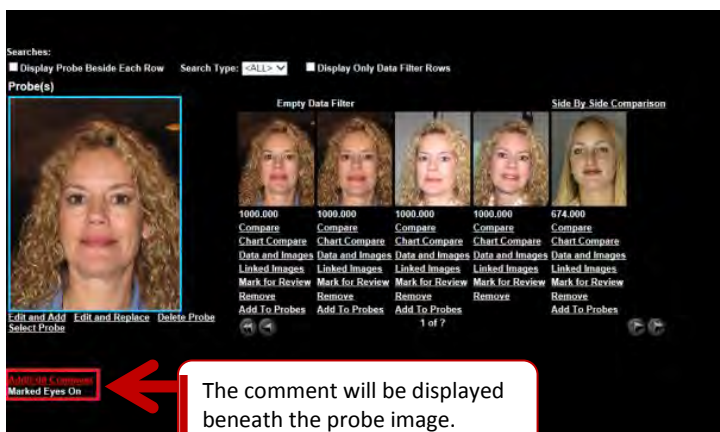 Searches:
Display Probe Beside Each Row Search Type: <ALL> Display Only Data Filter Rows
Probe(s)
Empty Data Filter Side By Side Comparison
1000.000 1000.000 1000.000 1000.000 674.000
Compare Compare Compare Compare Compare
Chart Compare Chart Compare Chart Compare Chart Compare Chart Compare
Data and Images Data and Images Data and Images Data and Images Data and Images
Linked Images Linked Images Linked Images Linked Images Linked Images
Mark for Review Mark for Review Mark for Review Mark for Review Mark for Review
Remove Remove Remove Remove Remove
Add To Probes Add To Probes Add To Probes Add To Probes
Edit and Add Edit and Replace Delete Probe
Select Probe
1 of ?
Add/Edit Comment
Marked Eyes On
The comment will be displayed
beneath the probe image.